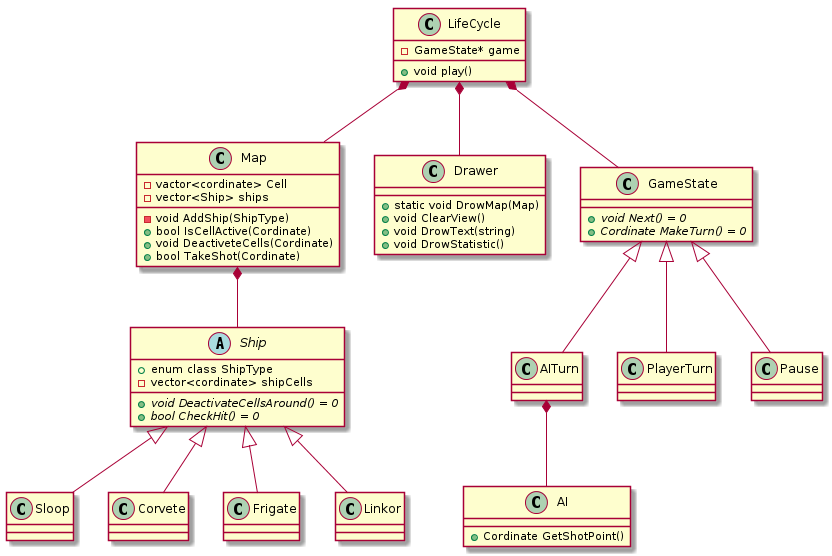 C LifeCycle
GameState* game
void play()
C Map
vactor<cordinate> Cell
vector<Ship> ships
void AddShip(ShipType)
bool IsCellActive(Cordinate)
void DeactiveteCells(Cordinate)
bool TakeShot(Cordinate)
C Drawer
static void DrowMap(Map)
void ClearView()
void DrowText(string)
void DrowStatistic()
C GameState
void Next() = 0
Cordinate MakeTurn() = 0
A Ship
enum class ShipType
vector<cordinate> shipCells
void DeactivateCellsAround() = 0
bool CheckHit() = 0
C AITurn
C PlayerTurn
C Pause
C Sloop
C Corvete
C Frigate
C Linkor
C AI
Cordinate GetShotPoint()